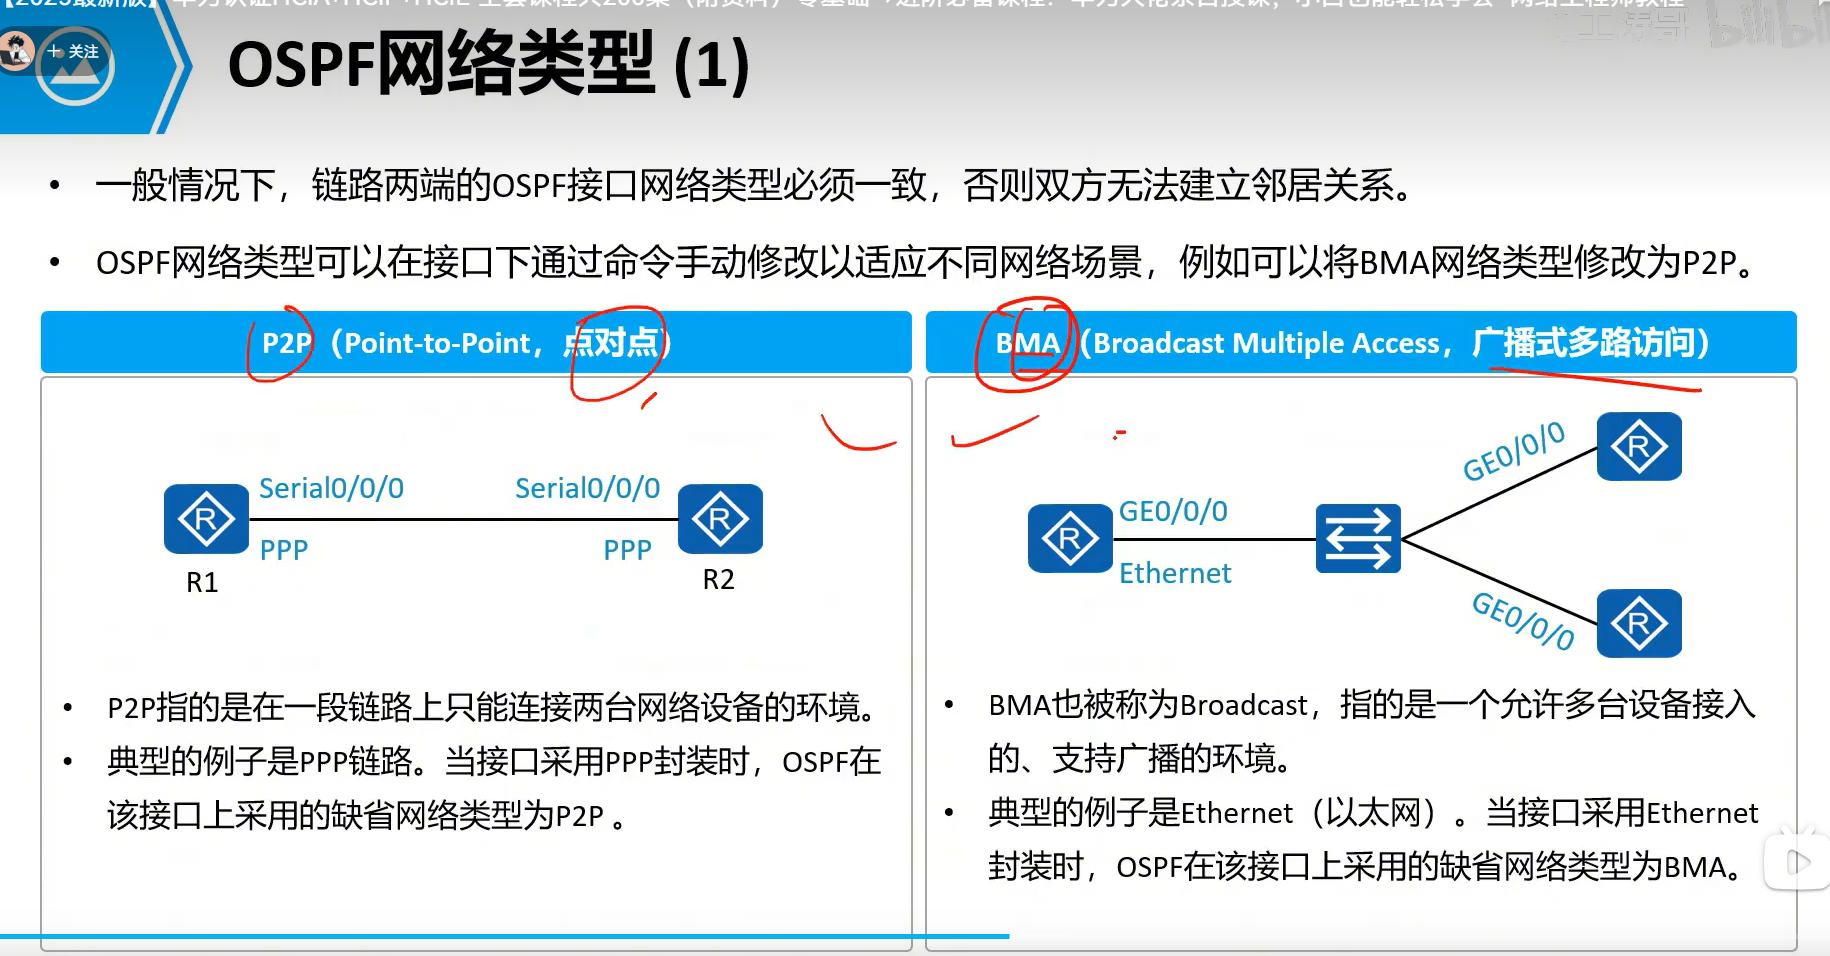 + 关注
OSPF网络类型 (1)
• 一般情况下，链路两端的OSPF接口网络类型必须一致，否则双方无法建立邻居关系。
• OSPF网络类型可以在接口下通过命令手动修改以适应不同网络场景，例如可以将BMA网络类型修改为P2P。
P2P（Point-to-Point，点对点）
Serial0/0/0
Serial0/0/0
R
R
PPP
PPP
R1
R2
• P2P指的是在一段链路上只能连接两台网络设备的环境。
• 典型的例子是PPP链路。当接口采用PPP封装时，OSPF在
该接口上采用的缺省网络类型为P2P 。
BMA（Broadcast Multiple Access，广播式多路访问）
GE0/0/0
R
GE0/0/0
R
Ethernet
GE0/0/0
R
• BMA也被称为Broadcast，指的是一个允许多台设备接入
的、支持广播的环境。
• 典型的例子是Ethernet（以太网）。当接口采用Ethernet
封装时，OSPF在该接口上采用的缺省网络类型为BMA。